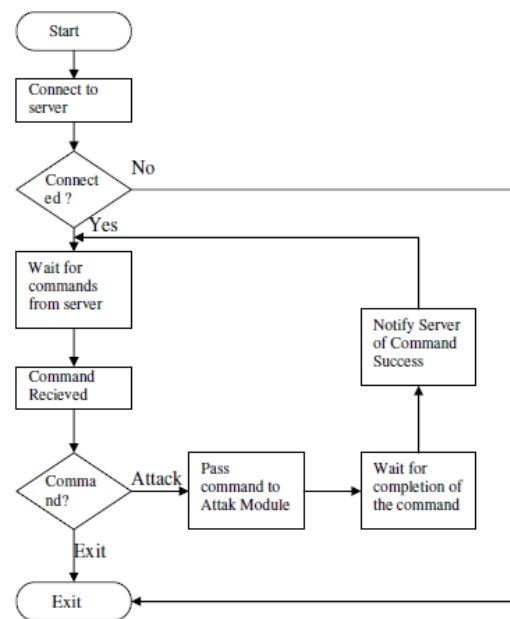 Start
Connect to
server
Connect
ed ?
No
Yes
Wait for
commands
from server
Notify Server
of Command
Success
Command
Recieved
Comma
nd?
Attack
Pass
command to
Attak Module
Wait for
completion of
the command
Exit
Exit